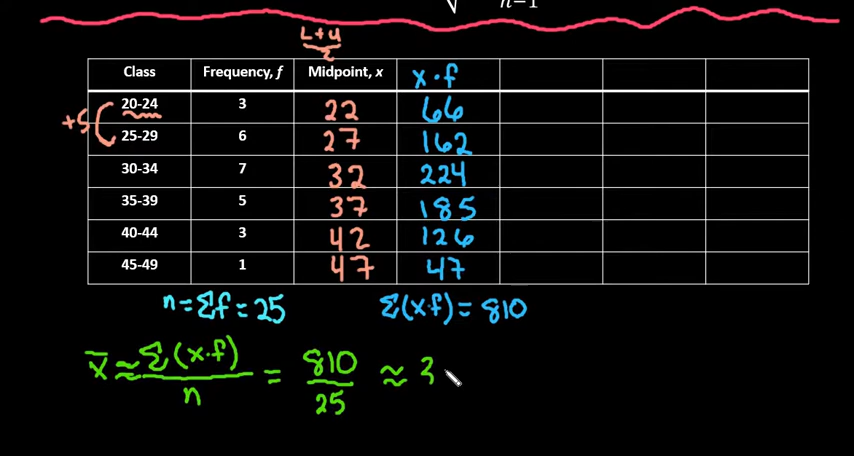 n-1
L+u
2
Class Frequency, f Midpoint, x x·f
20-24 3 22 66
+5
25-29 6 27 162
30-34 7 32 224
35-39 5 37 185
40-44 3 42 126
45-49 1 47 47
n=Σf=25 Σ(x·f)=810
x̄≈Σ(x·f)/n = 810/25 ≈ 3